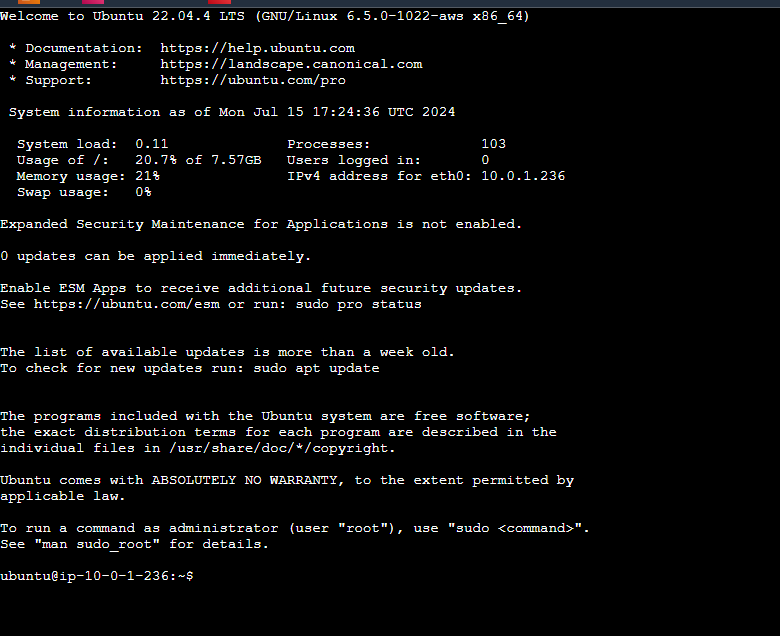 Welcome to Ubuntu 22.04.4 LTS (GNU/Linux 6.5.0-1022-aws x86_64)

 * Documentation:  https://help.ubuntu.com
 * Management:     https://landscape.canonical.com
 * Support:        https://ubuntu.com/pro

 System information as of Mon Jul 15 17:24:36 UTC 2024

  System load:  0.11              Processes:             103
  Usage of /:   20.7% of 7.57GB   Users logged in:       0
  Memory usage: 21%               IPv4 address for eth0: 10.0.1.236
  Swap usage:   0%

Expanded Security Maintenance for Applications is not enabled.

0 updates can be applied immediately.

Enable ESM Apps to receive additional future security updates.
See https://ubuntu.com/esm or run: sudo pro status


The list of available updates is more than a week old.
To check for new updates run: sudo apt update


The programs included with the Ubuntu system are free software;
the exact distribution terms for each program are described in the
individual files in /usr/share/doc/*/copyright.

Ubuntu comes with ABSOLUTELY NO WARRANTY, to the extent permitted by
applicable law.

To run a command as administrator (user "root"), use "sudo <command>".
See "man sudo_root" for details.

ubuntu@ip-10-0-1-236:~$